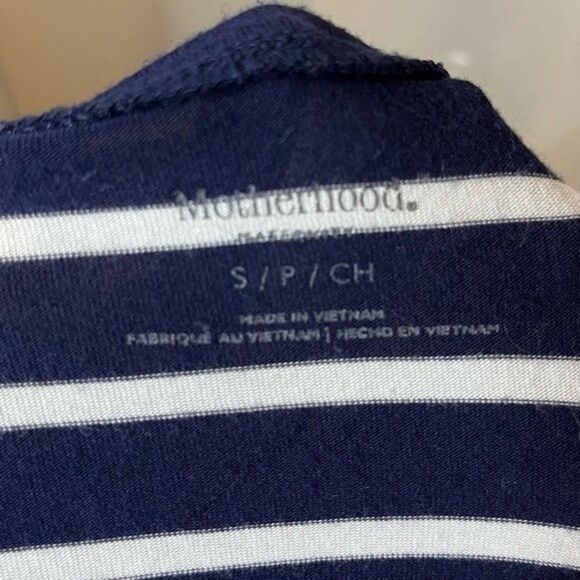 Motherhood®
MATERNITY
S / P / CH
MADE IN VIETNAM
FABRIQUE AU VIETNAM | HECHO EN VIETNAM